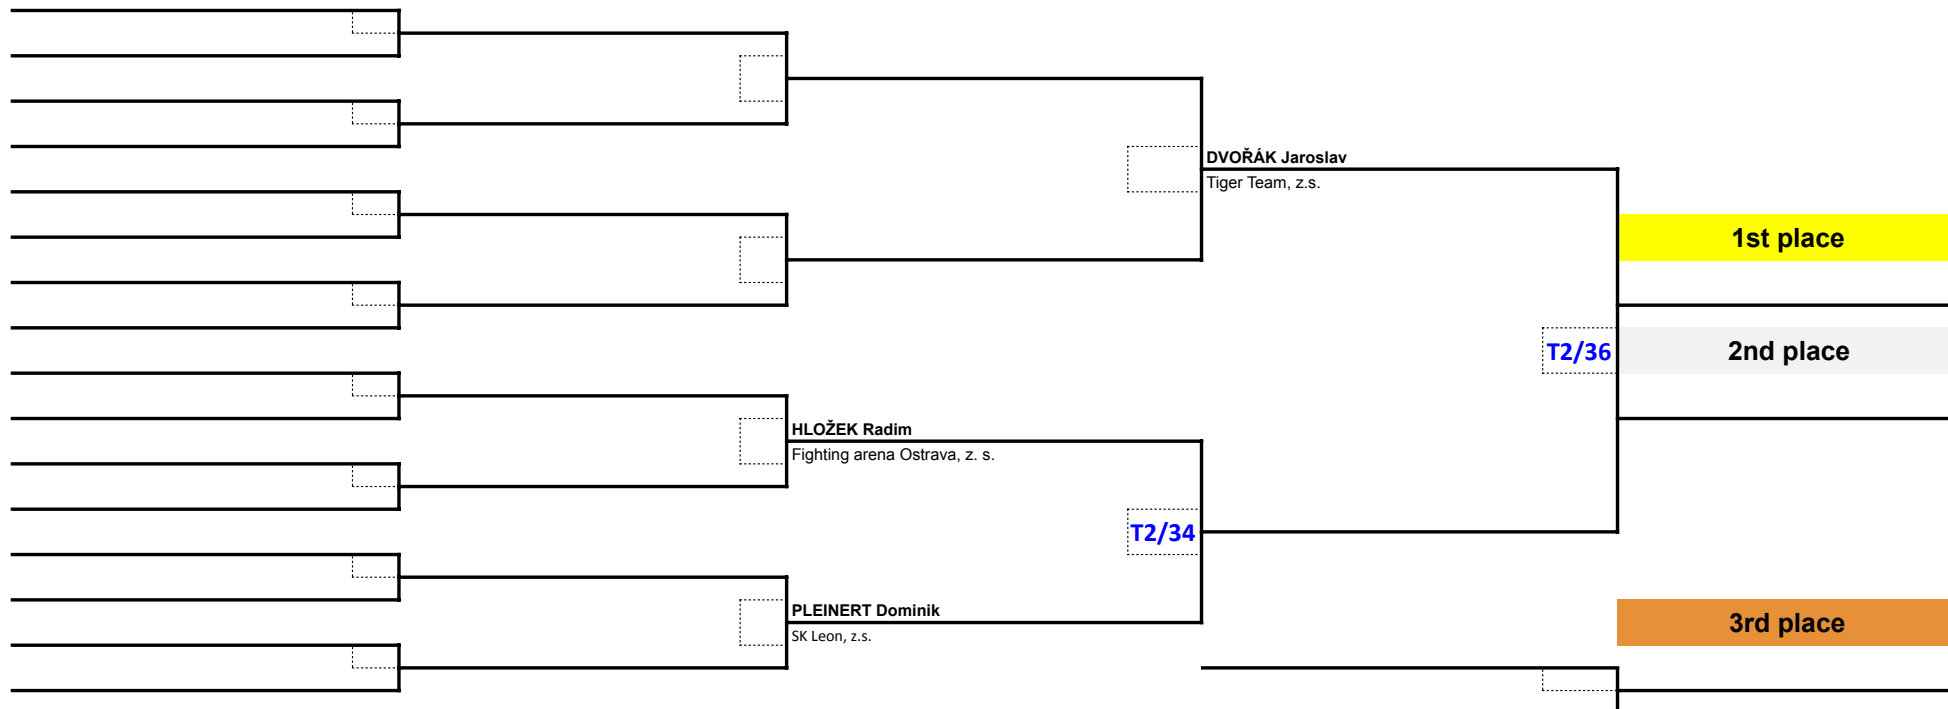 DVOŘÁK Jaroslav
Tiger Team, z.s.
1st place
T2/36
2nd place
HLOŽEK Radim
Fighting arena Ostrava, z. s.
T2/34
PLEINERT Dominik
SK Leon, z.s.
3rd place